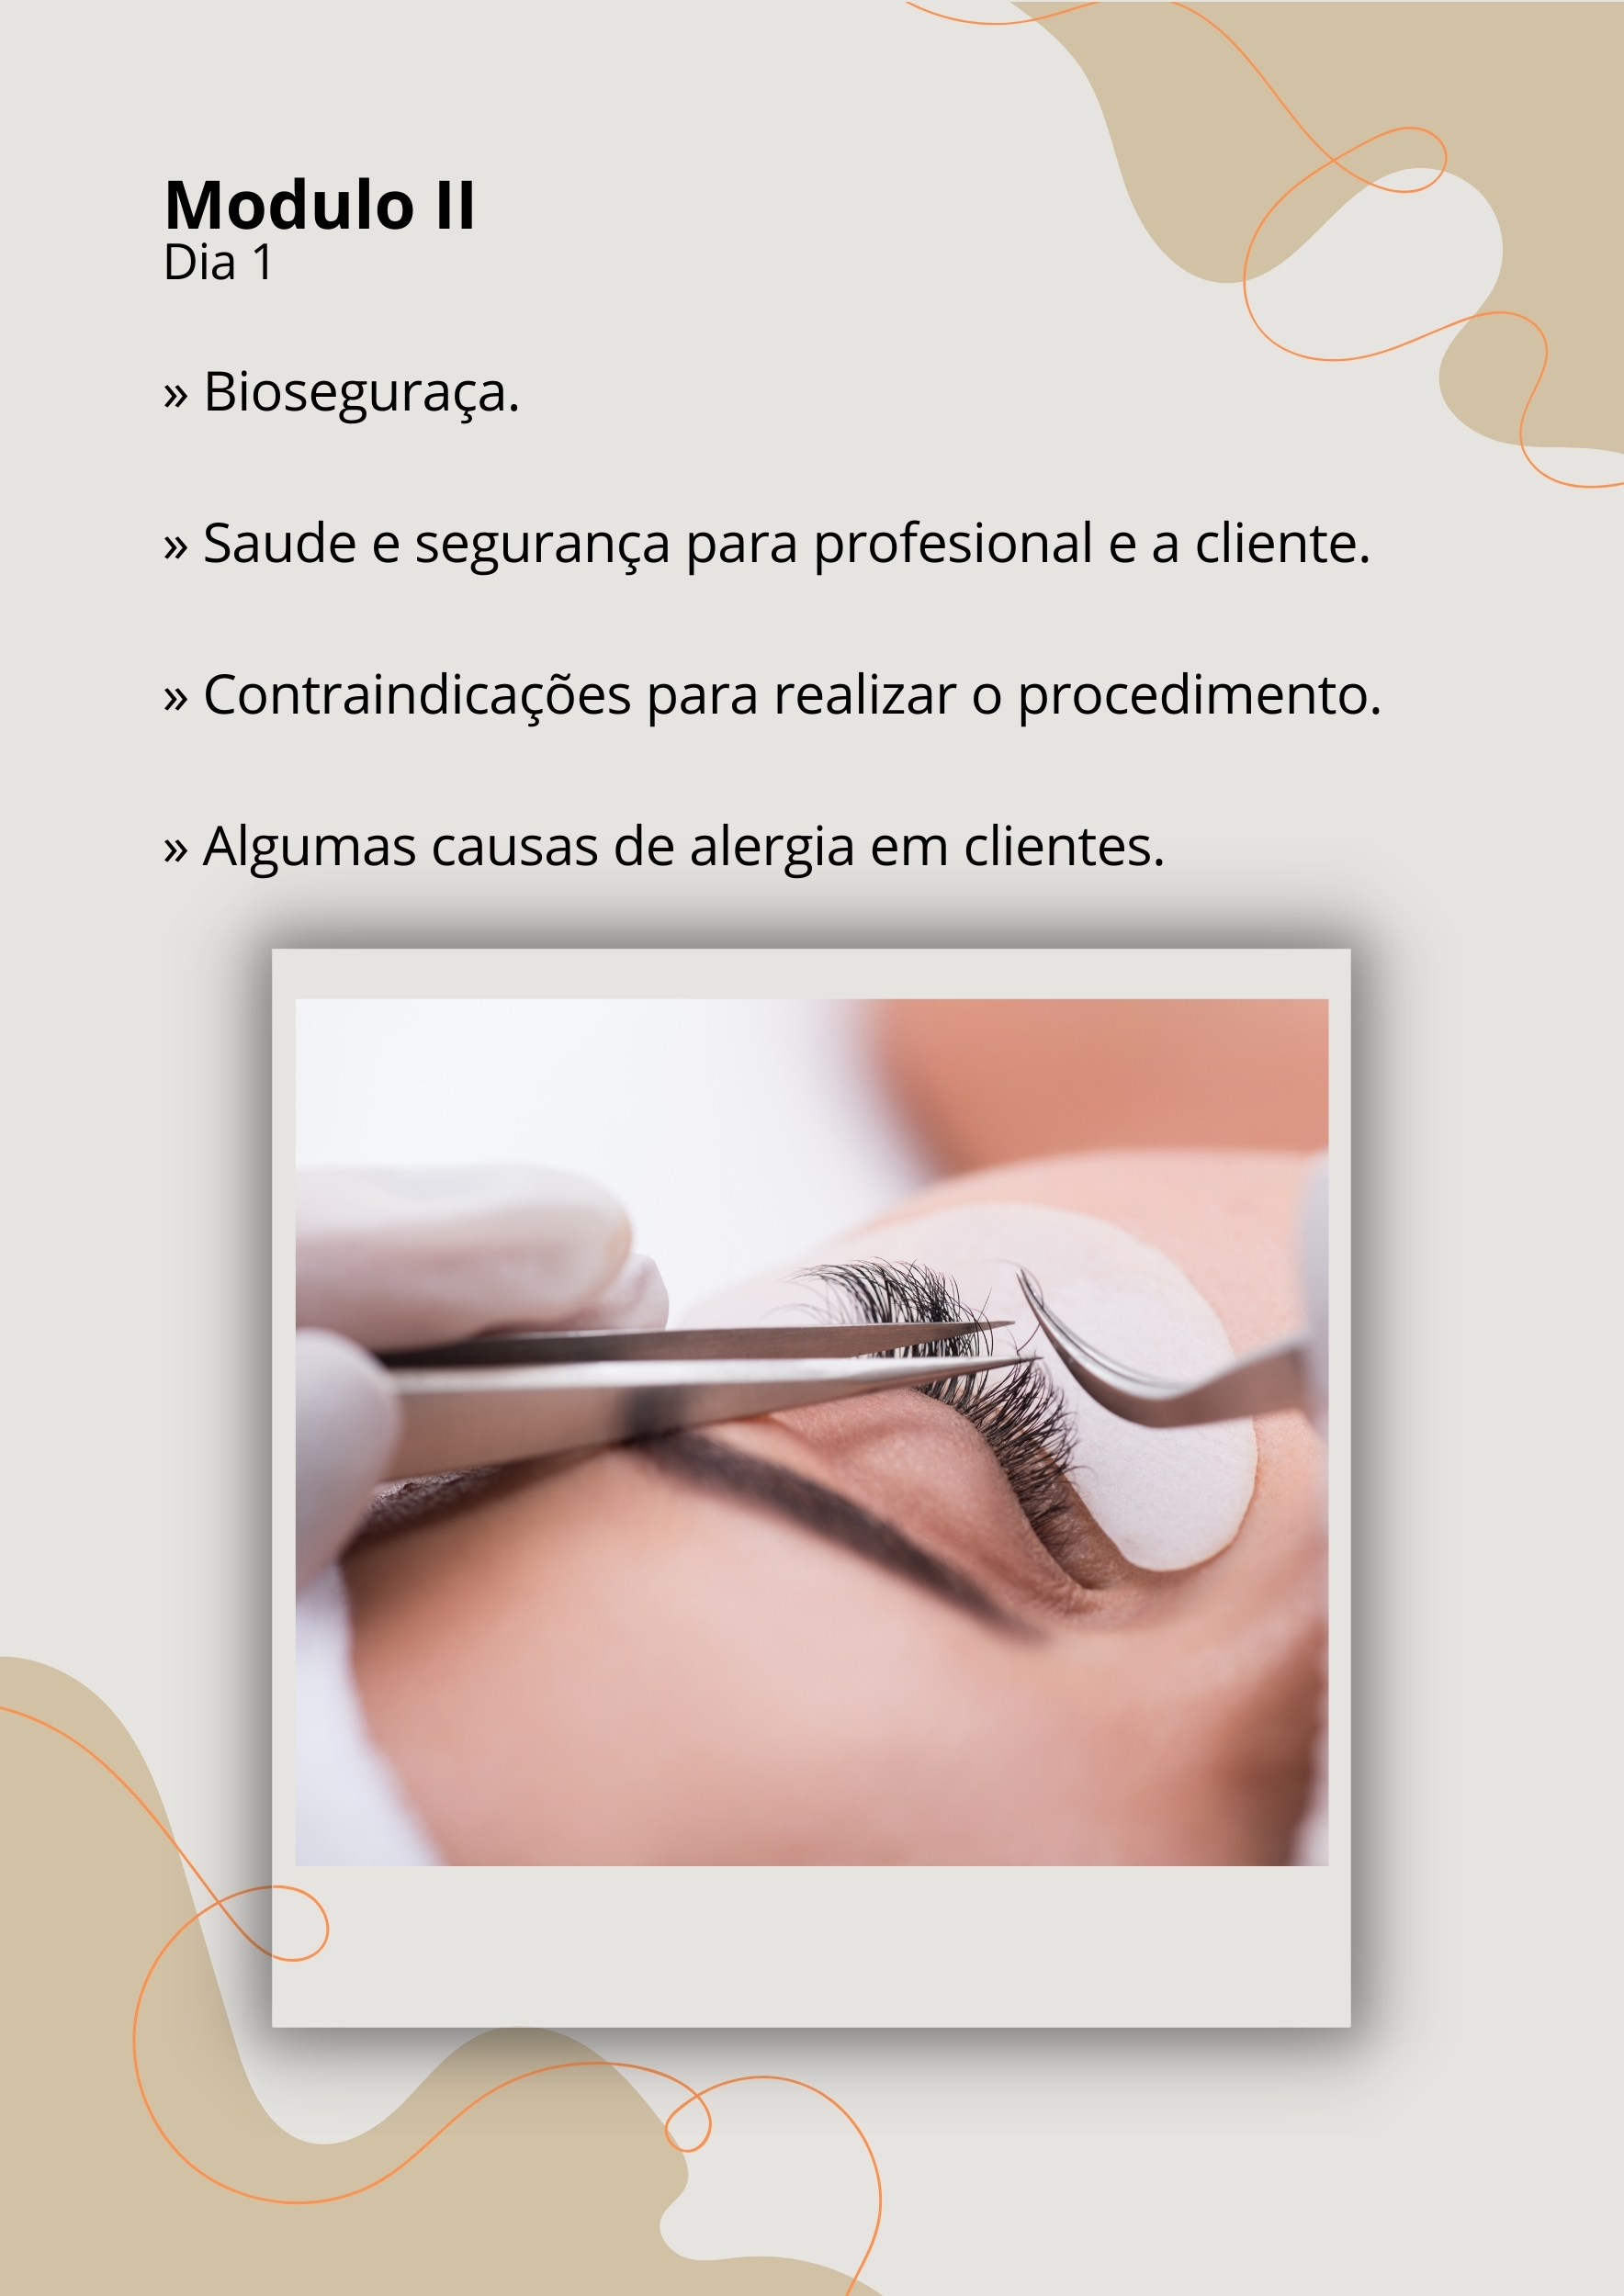 Modulo II
Dia 1
» Bioseguraça.
» Saude e segurança para profesional e a cliente.
» Contraindicações para realizar o procedimento.
» Algumas causas de alergia em clientes.